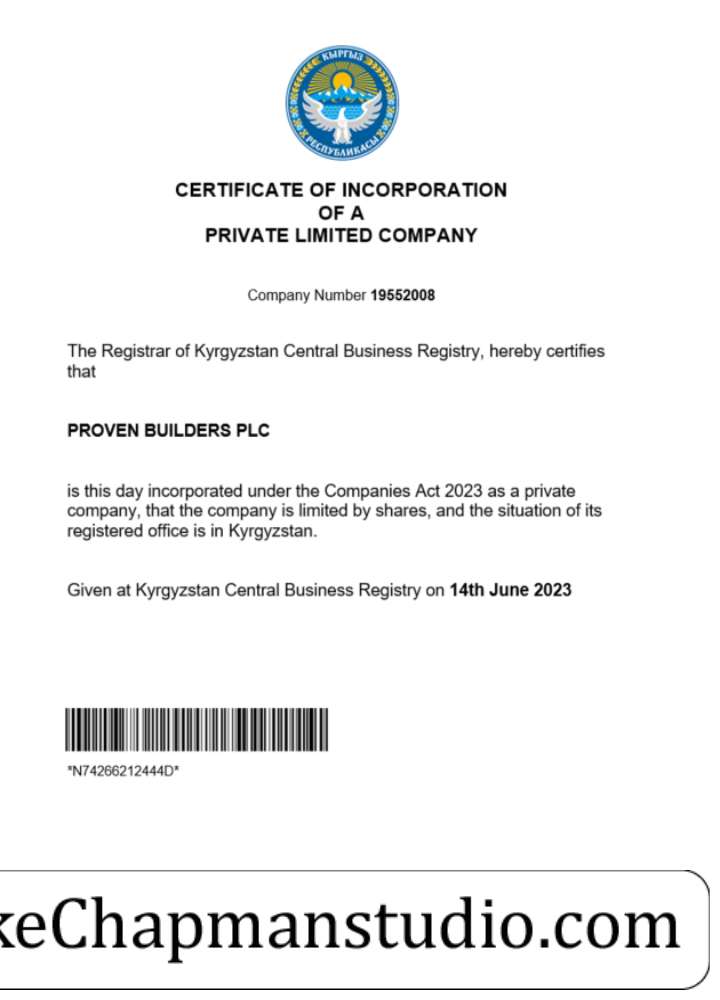 КЫРГЫЗ
РЕСПУБЛИКАСЫ
CERTIFICATE OF INCORPORATION
OF A
PRIVATE LIMITED COMPANY
Company Number 19552008
The Registrar of Kyrgyzstan Central Business Registry, hereby certifies
that
PROVEN BUILDERS PLC
is this day incorporated under the Companies Act 2023 as a private
company, that the company is limited by shares, and the situation of its
registered office is in Kyrgyzstan.
Given at Kyrgyzstan Central Business Registry on 14th June 2023
*N74266212444D*
keChapmanstudio.com